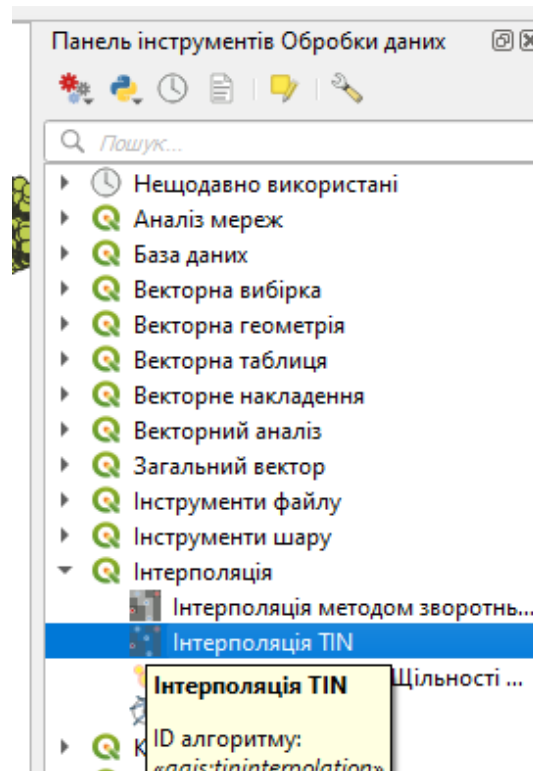 Панель інструментів Обробки даних
Пошук...
Нещодавно використані
Аналіз мереж
База даних
Векторна вибірка
Векторна геометрія
Векторна таблиця
Векторне накладення
Векторний аналіз
Загальний вектор
Інструменти файлу
Інструменти шару
Інтерполяція
Інтерполяція методом зворотнь...
Інтерполяція TIN
Щільності ...
Інтерполяція TIN
К
ID алгоритму:
«qgis:tininterpolation»